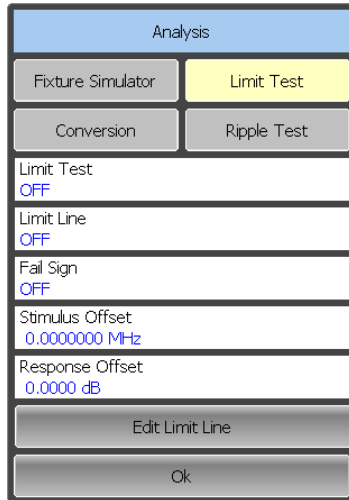 Analysis
Fixture Simulator Limit Test
Conversion Ripple Test
Limit Test
OFF
Limit Line
OFF
Fail Sign
OFF
Stimulus Offset
0.0000000 MHz
Response Offset
0.0000 dB
Edit Limit Line
Ok